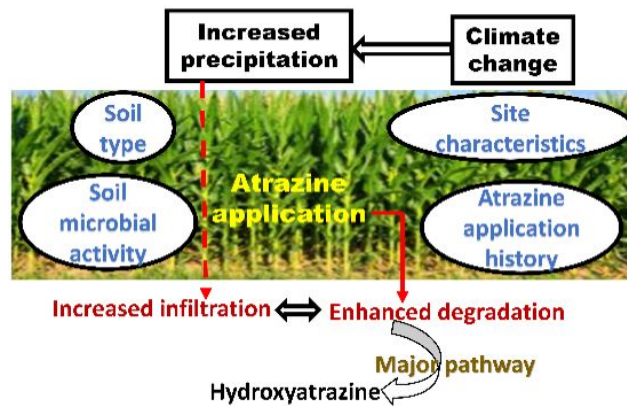 Increased
precipitation
Climate
change
Soil
type
Site
characteristics
Soil
microbial
activity
Atrazine
application
Atrazine
application
history
Increased infiltration
Enhanced degradation
Major pathway
Hydroxyatrazine